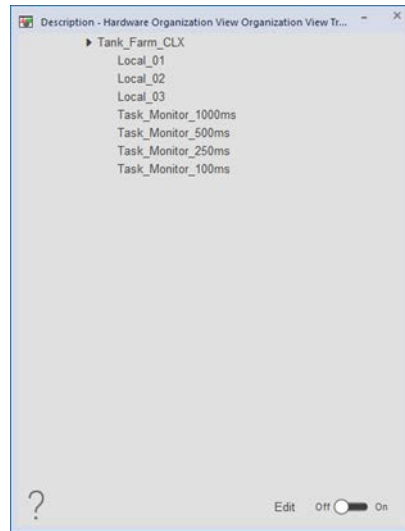 Description - Hardware Organization View Organization View Tr...
Tank_Farm_CLX
Local_01
Local_02
Local_03
Task_Monitor_1000ms
Task_Monitor_500ms
Task_Monitor_250ms
Task_Monitor_100ms
? Edit Off On